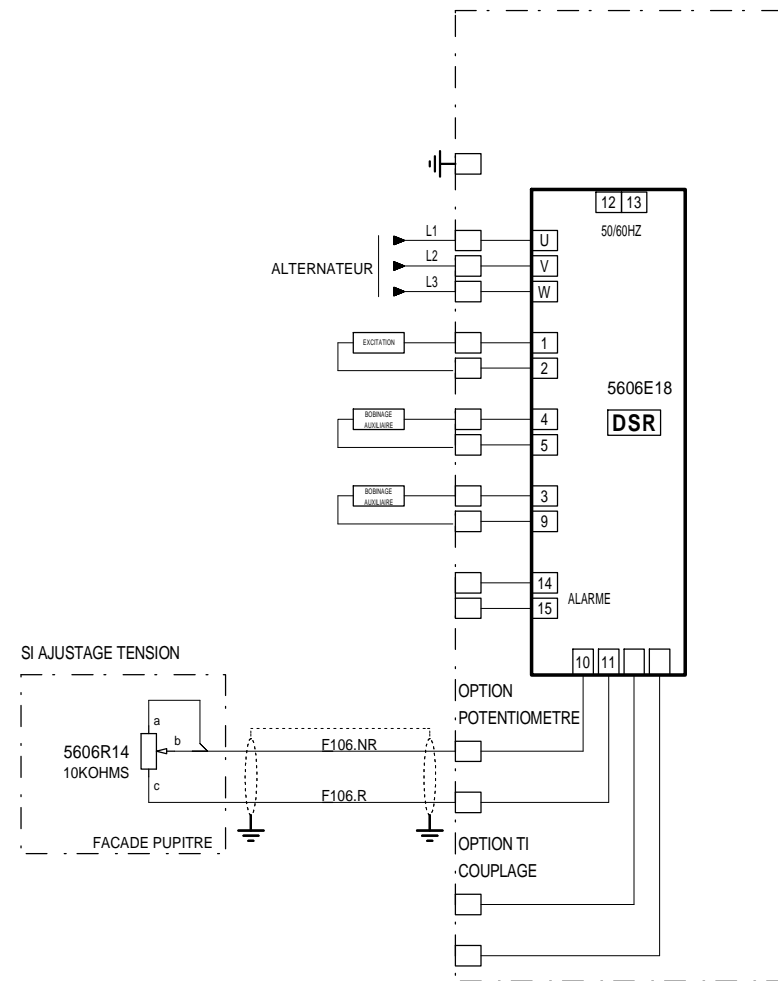 12 13
50/60HZ
L1
U
L2
ALTERNATEUR
V
L3
W
EXCITATION
1
2
5606E18
DSR
BOBINAGE
AUXILIAIRE
4
5
BOBINAGE
AUXILIAIRE
3
9
14
ALARME
15
SI AJUSTAGE TENSION
10 11
OPTION
POTENTIOMETRE
a
b
5606R14
10KOHMS
c
F106.NR
F106.R
FACADE PUPITRE
OPTION TI
COUPLAGE